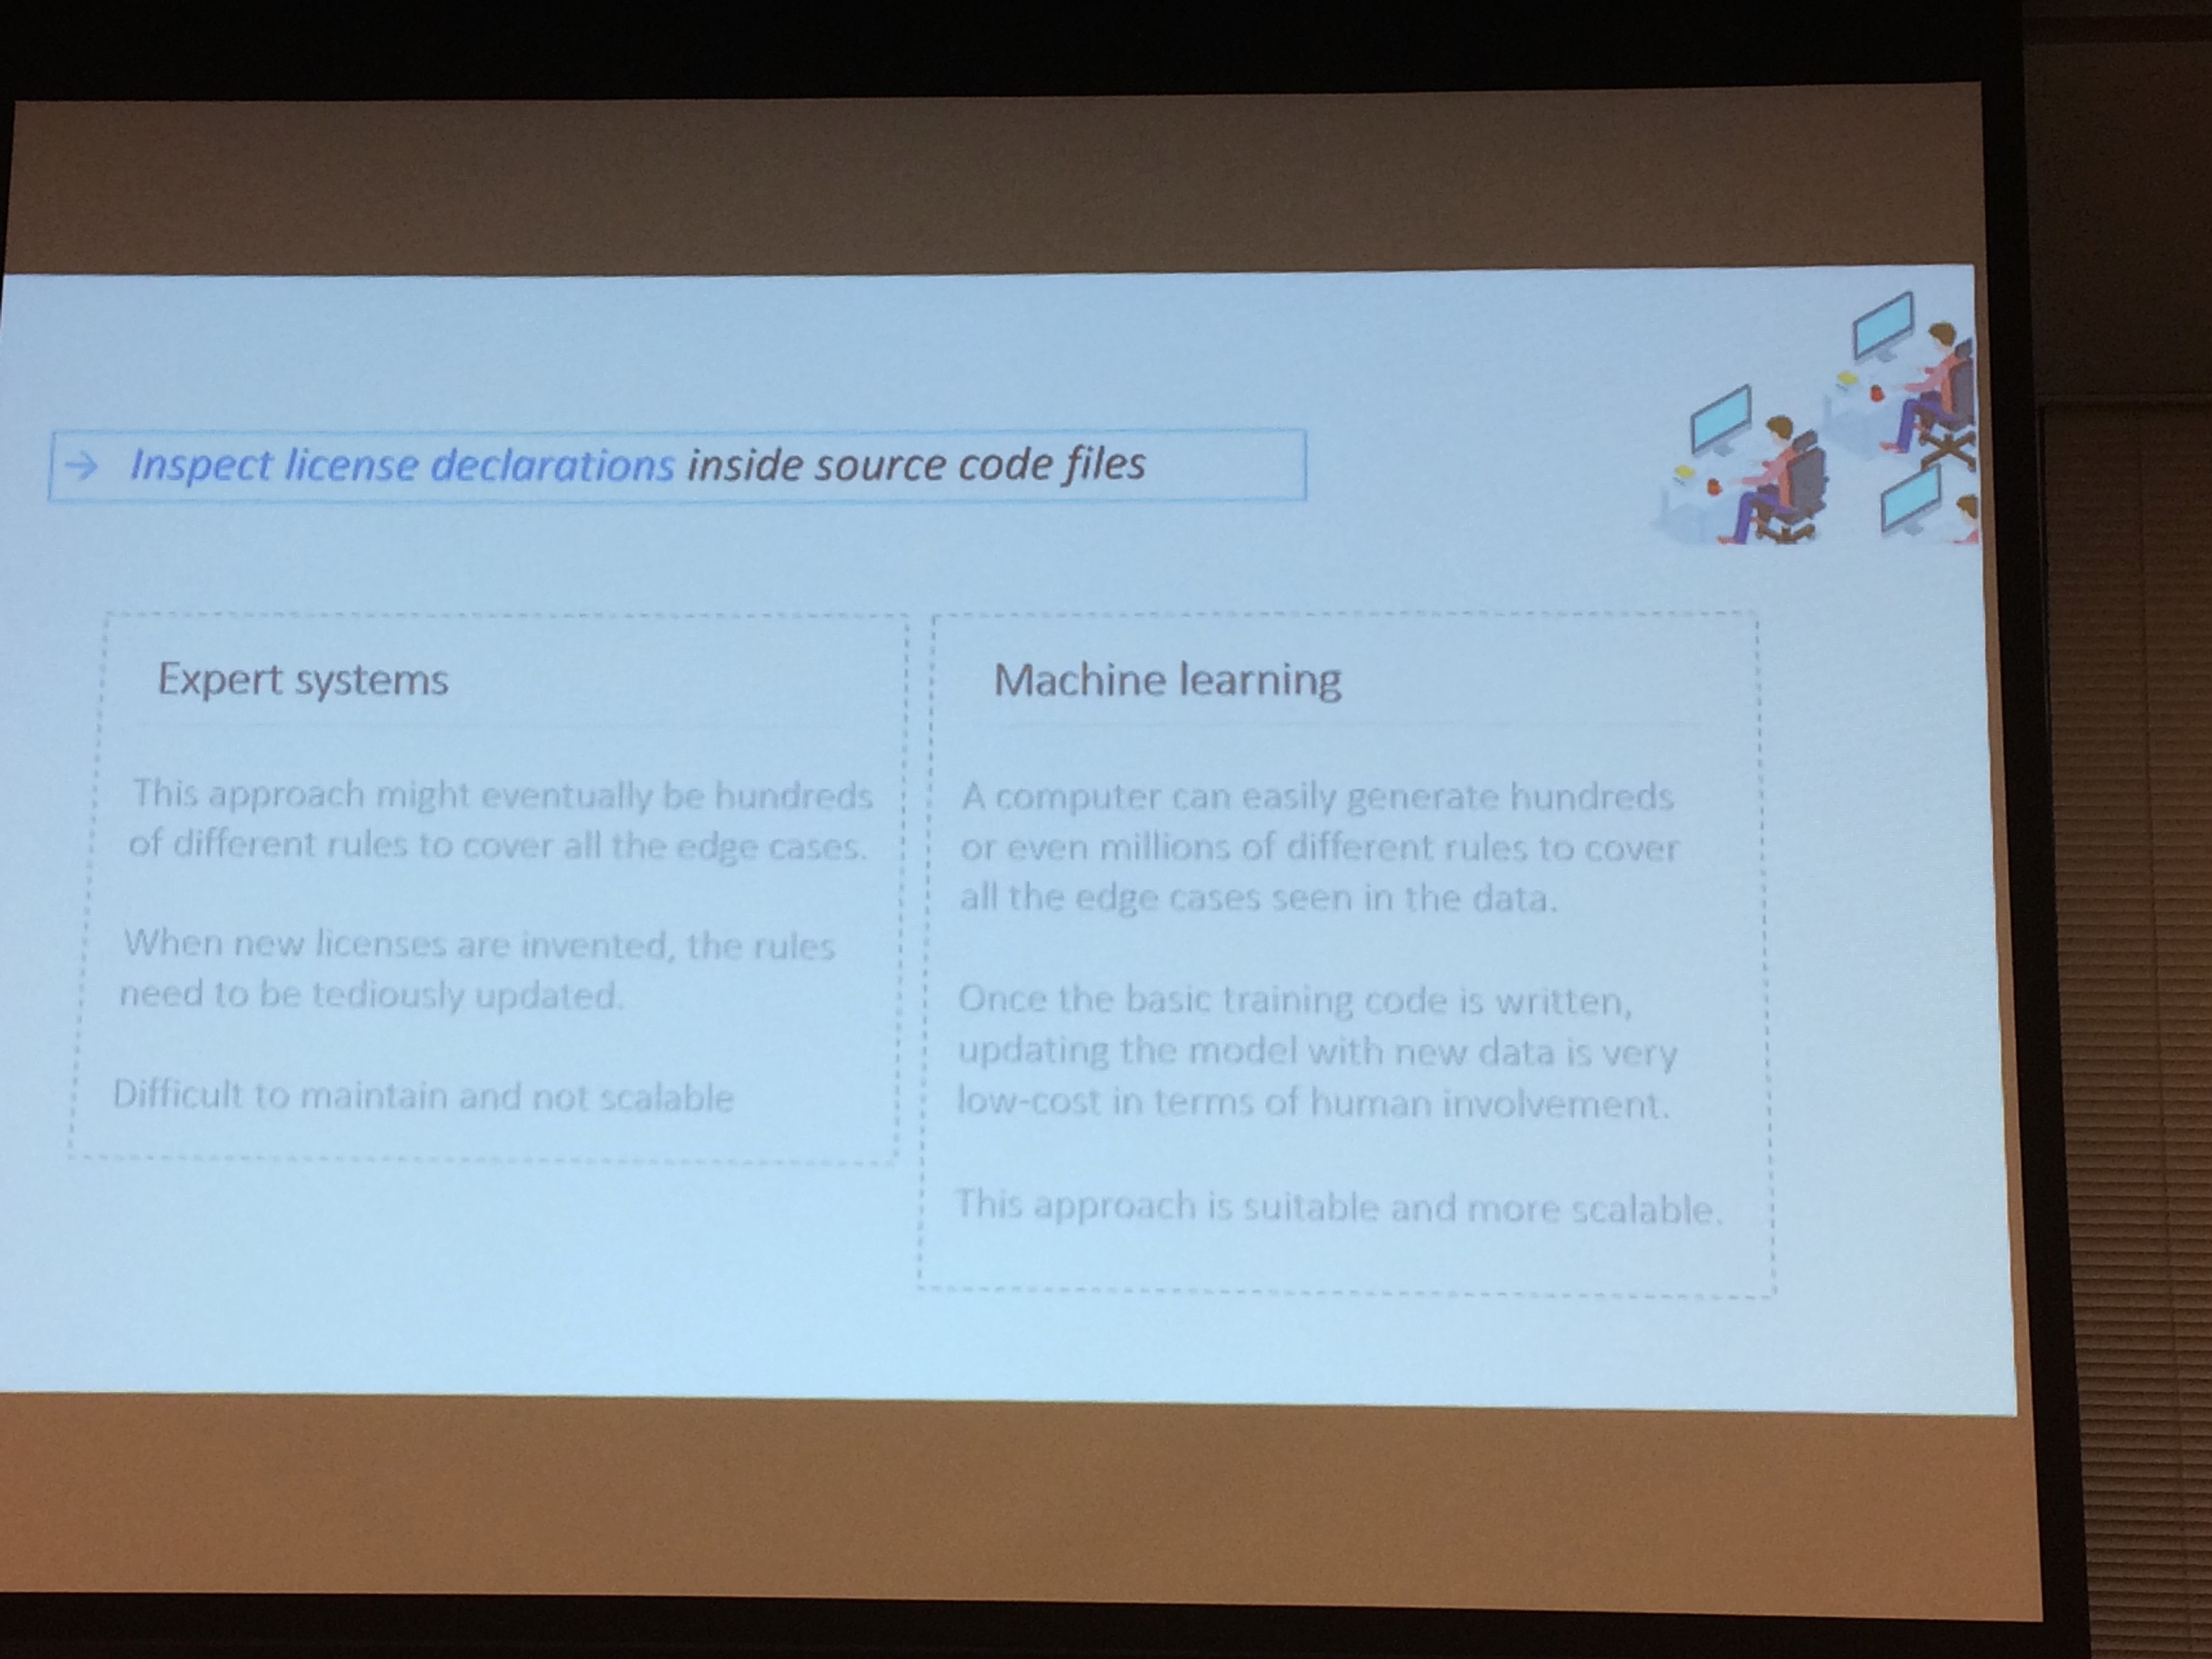 → Inspect license declarations inside source code files
Expert systems
This approach might eventually be hundreds
of different rules to cover all the edge cases.
When new licenses are invented, the rules
need to be tediously updated.
Difficult to maintain and not scalable
Machine learning
A computer can easily generate hundreds
or even millions of different rules to cover
all the edge cases seen in the data.
Once the basic training code is written,
updating the model with new data is very
low-cost in terms of human involvement.
This approach is suitable and more scalable.